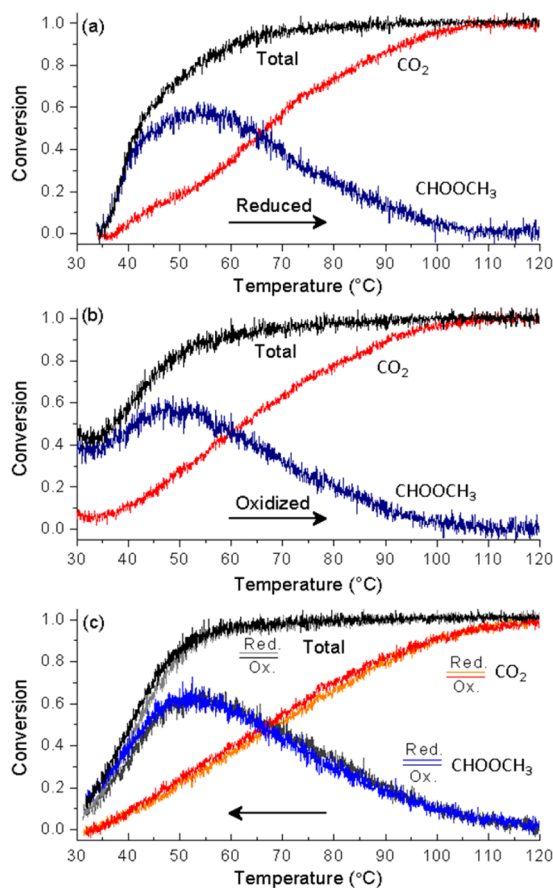 (a)
Total
CO₂
CHOOCH₃
Reduced
Conversion
1.0
0.8
0.6
0.4
0.2
0.0
30 40 50 60 70 80 90 100 110 120
Temperature (°C)
(b)
Total
CO₂
CHOOCH₃
Oxidized
Conversion
1.0
0.8
0.6
0.4
0.2
0.0
30 40 50 60 70 80 90 100 110 120
Temperature (°C)
(c)
Red.
Ox.
Total
Red.
Ox.
CO₂
Red.
Ox.
CHOOCH₃
Conversion
1.0
0.8
0.6
0.4
0.2
0.0
30 40 50 60 70 80 90 100 110 120
Temperature (°C)